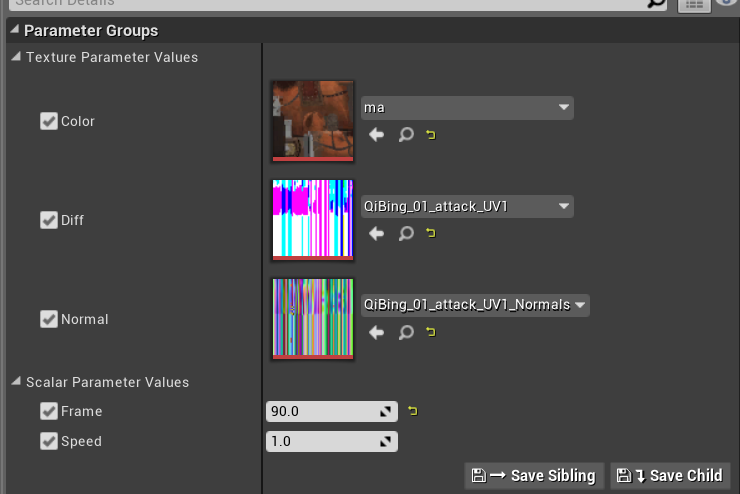 Search Details
Parameter Groups
Texture Parameter Values
Color
ma
Diff
QiBing_01_attack_UV1
Normal
QiBing_01_attack_UV1_Normals
Scalar Parameter Values
Frame
90.0
Speed
1.0
Save Sibling
Save Child